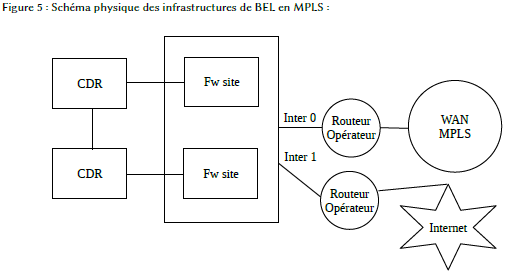 Figure 5 : Schéma physique des infrastructures de BEL en MPLS :
CDR
Fw site
Inter 0
Routeur
Opérateur
WAN
MPLS
CDR
Fw site
Inter 1
Routeur
Opérateur
Internet